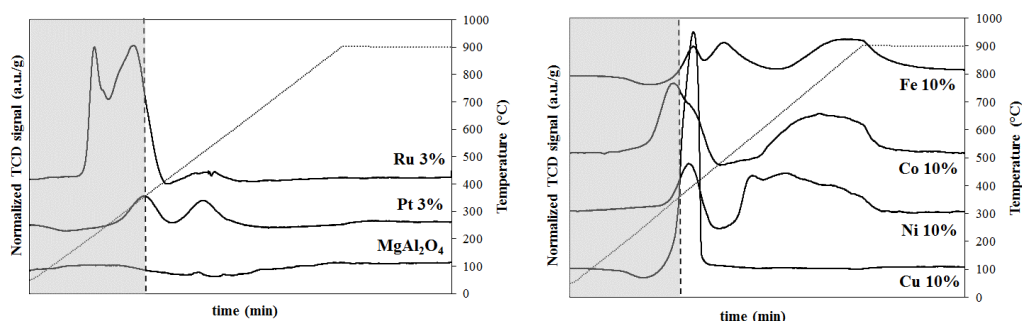 Normalized TCD signal (a.u/g)
Ru 3%
Pt 3%
MgAl₂O₄
1000
900
800
700
600
500
400
300
200
100
0
Temperature (°C)
time (min)
Normalized TCD signal (a.u/g)
Fe 10%
Co 10%
Ni 10%
Cu 10%
1000
900
800
700
600
500
400
300
200
100
0
Temperature (°C)
time (min)